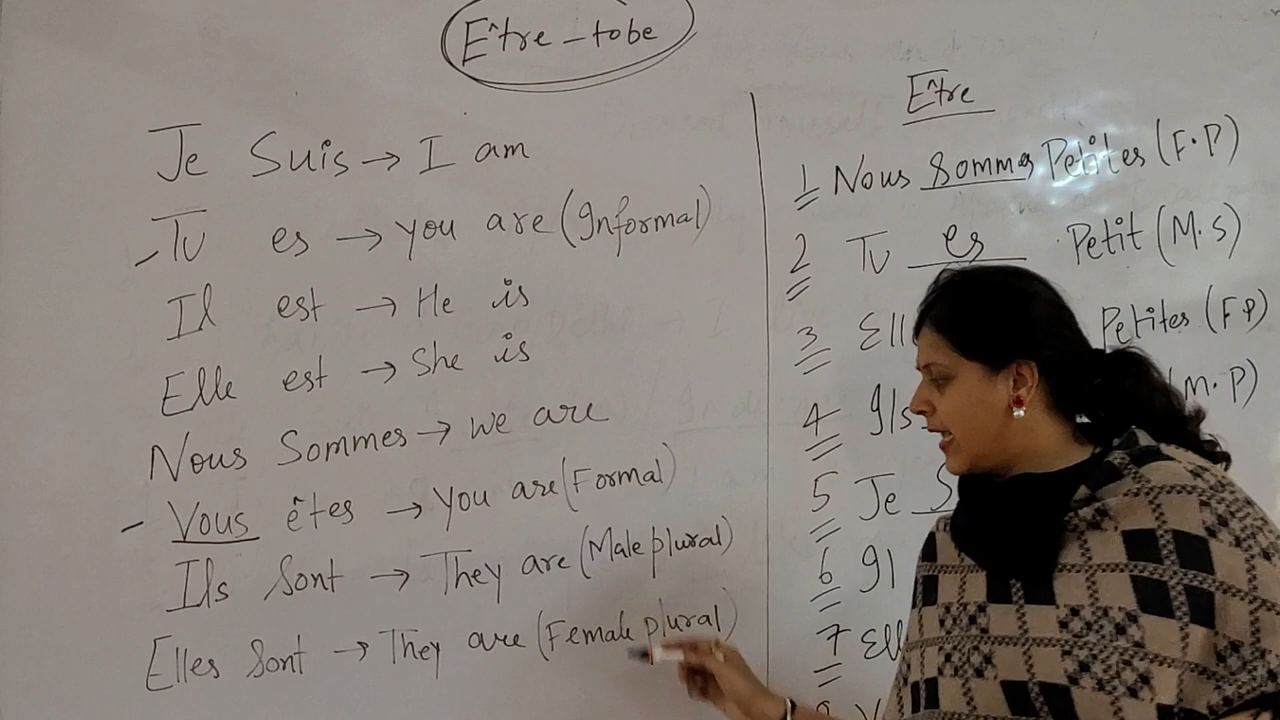 Être - to be
Je Suis → I am
Tu es → you are (Informal)
Il est → He is
Elle est → She is
Nous Sommes → we are
Vous êtes → you are (Formal)
Ils Sont → They are (Male plural)
Elles Sont → They are (Female plural)
Être
1 Nous Sommes Petites (F.P)
2 Tu es Petit (M.S)
3 Ell Petites (F.P)
4 Ils (M.P)
5 Je S
6 Il
7 Ell